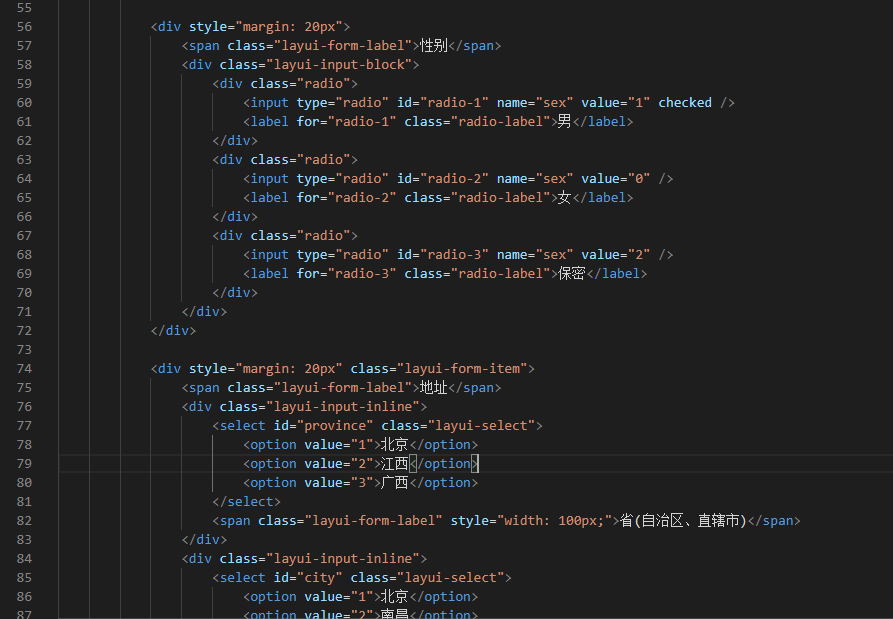 55
56 <div style="margin: 20px">
57 <span class="layui-form-label">性别</span>
58 <div class="layui-input-block">
59 <div class="radio">
60 <input type="radio" id="radio-1" name="sex" value="1" checked />
61 <label for="radio-1" class="radio-label">男</label>
62 </div>
63 <div class="radio">
64 <input type="radio" id="radio-2" name="sex" value="0" />
65 <label for="radio-2" class="radio-label">女</label>
66 </div>
67 <div class="radio">
68 <input type="radio" id="radio-3" name="sex" value="2" />
69 <label for="radio-3" class="radio-label">保密</label>
70 </div>
71 </div>
72 </div>
73
74 <div style="margin: 20px" class="layui-form-item">
75 <span class="layui-form-label">地址</span>
76 <div class="layui-input-inline">
77 <select id="province" class="layui-select">
78 <option value="1">北京</option>
79 <option value="2">江西</option>
80 <option value="3">广西</option>
81 </select>
82 <span class="layui-form-label" style="width: 100px;">省(自治区、直辖市)</span>
83 </div>
84 <div class="layui-input-inline">
85 <select id="city" class="layui-select">
86 <option value="1">北京</option>
87 <option value="2">南昌</option>